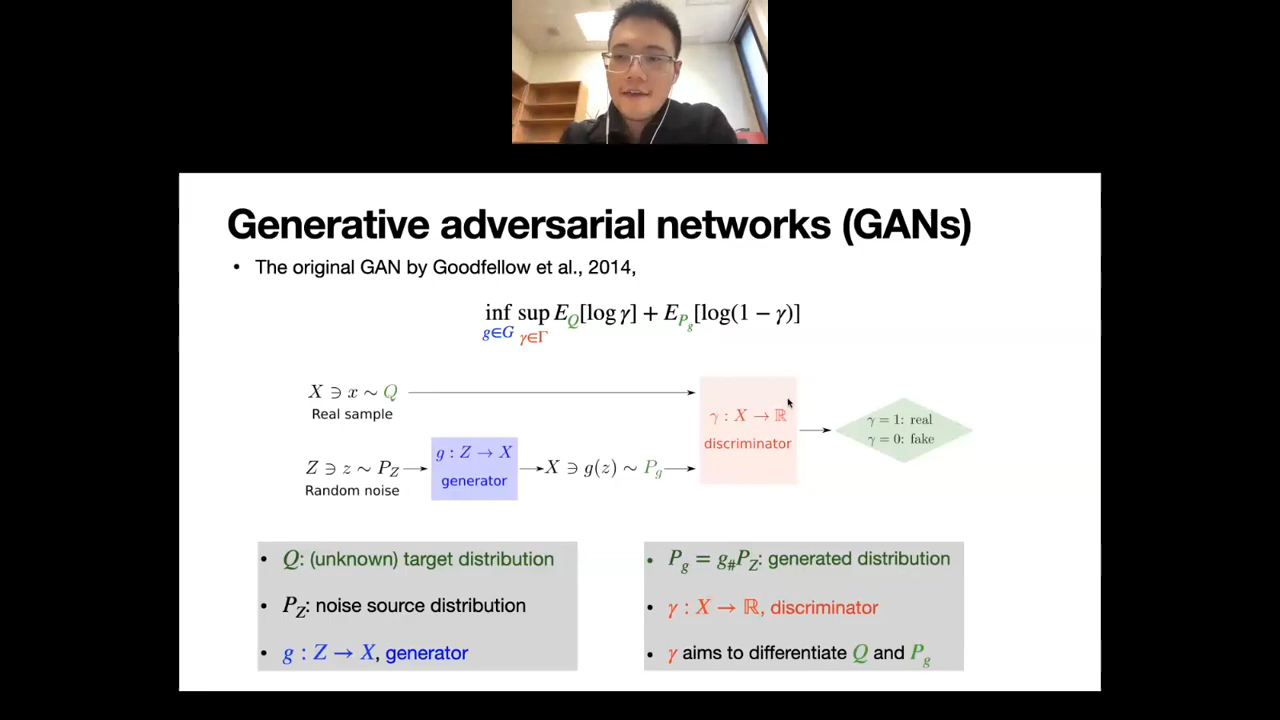 Generative adversarial networks (GANs)
• The original GAN by Goodfellow et al., 2014,
inf sup E_Q[log γ] + E_{P_g}[log(1 − γ)]
g∈G γ∈Γ
X ∋ x ∼ Q
Real sample
Z ∋ z ∼ P_Z
Random noise
g : Z → X
generator
X ∋ g(z) ∼ P_g
γ : X → ℝ
discriminator
γ = 1: real
γ = 0: fake
• Q: (unknown) target distribution
• P_Z: noise source distribution
• g : Z → X, generator
• P_g = g_#P_Z: generated distribution
• γ : X → ℝ, discriminator
• γ aims to differentiate Q and P_g